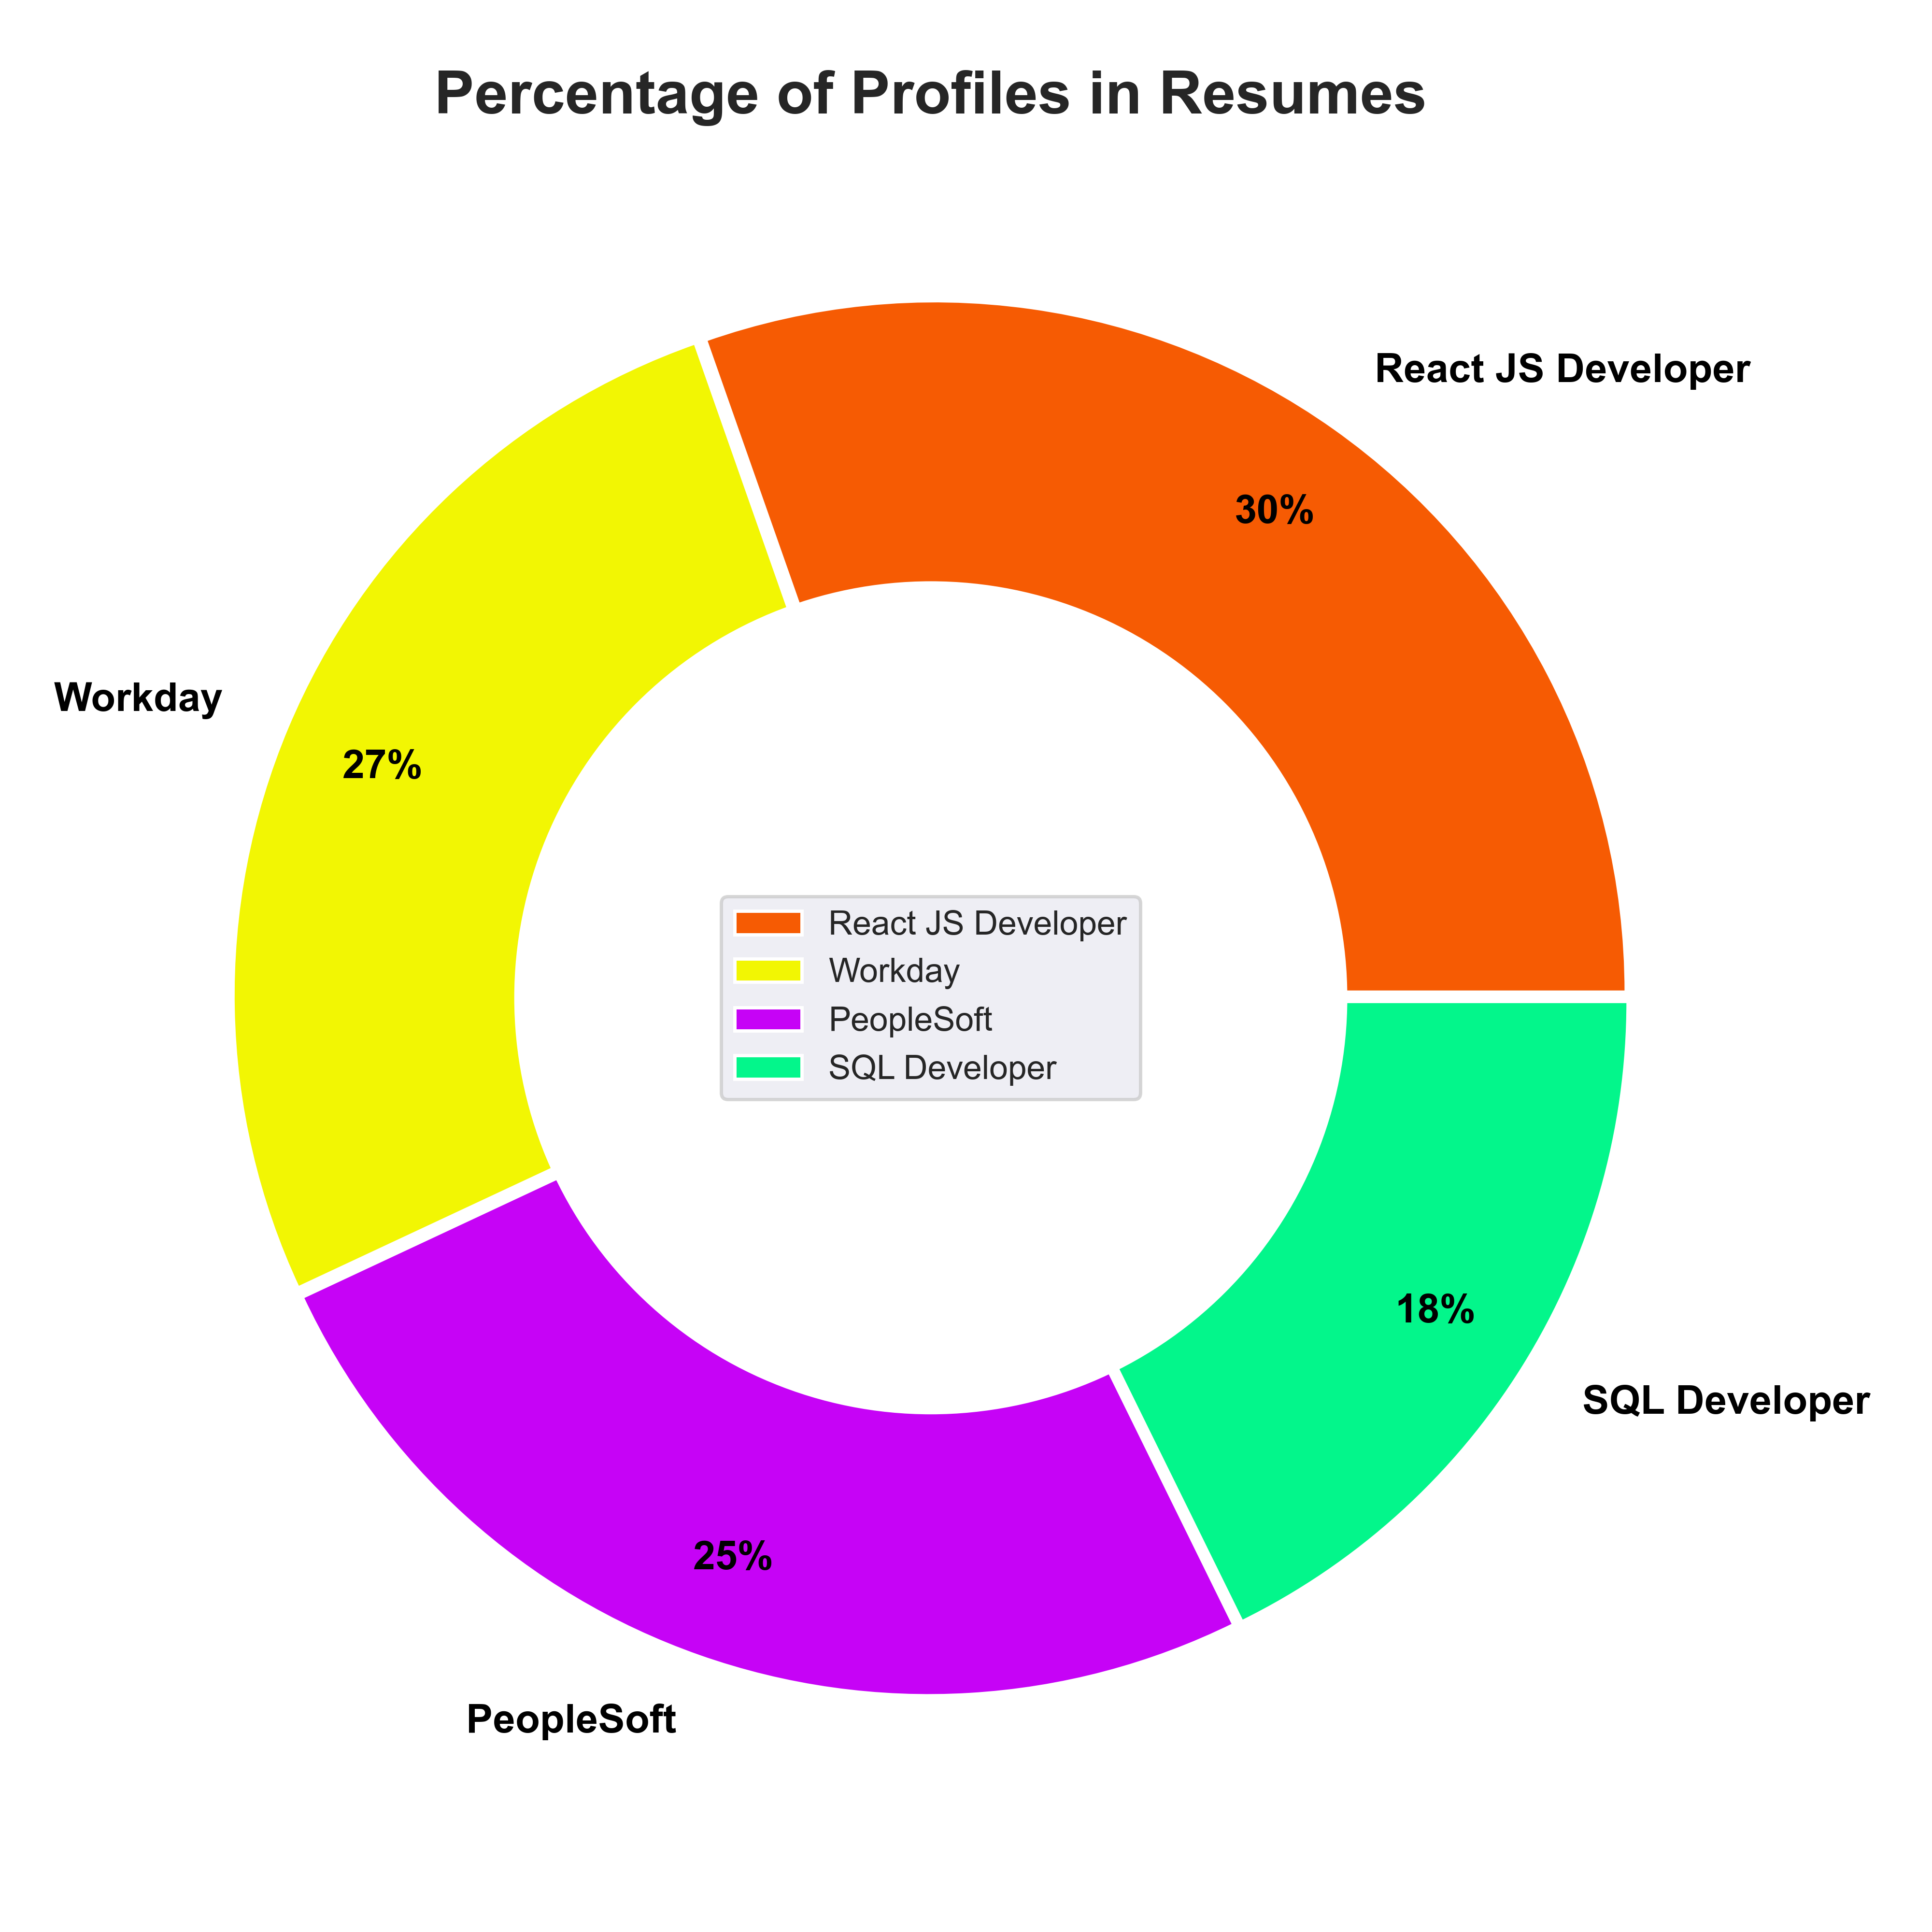 Percentage of Profiles in Resumes
React JS Developer
30%
Workday
27%
React JS Developer
Workday
PeopleSoft
SQL Developer
18%
SQL Developer
25%
PeopleSoft